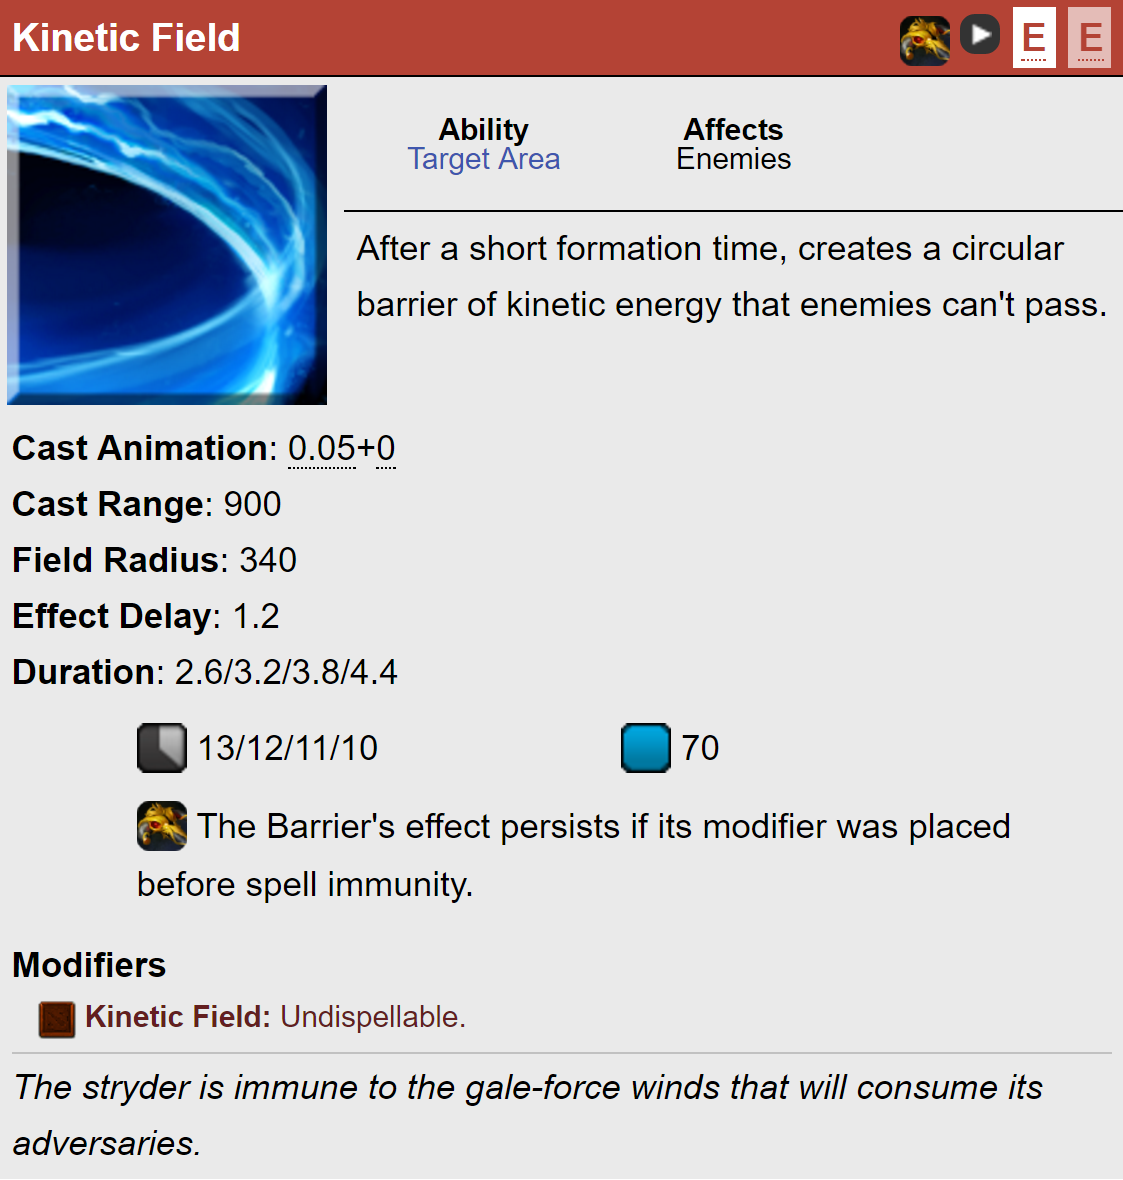 Kinetic Field E E
Ability Affects
Target Area Enemies
After a short formation time, creates a circular
barrier of kinetic energy that enemies can't pass.
Cast Animation: 0.05+0
Cast Range: 900
Field Radius: 340
Effect Delay: 1.2
Duration: 2.6/3.2/3.8/4.4
13/12/11/10 70
The Barrier's effect persists if its modifier was placed
before spell immunity.
Modifiers
Kinetic Field: Undispellable.
The stryder is immune to the gale-force winds that will consume its
adversaries.